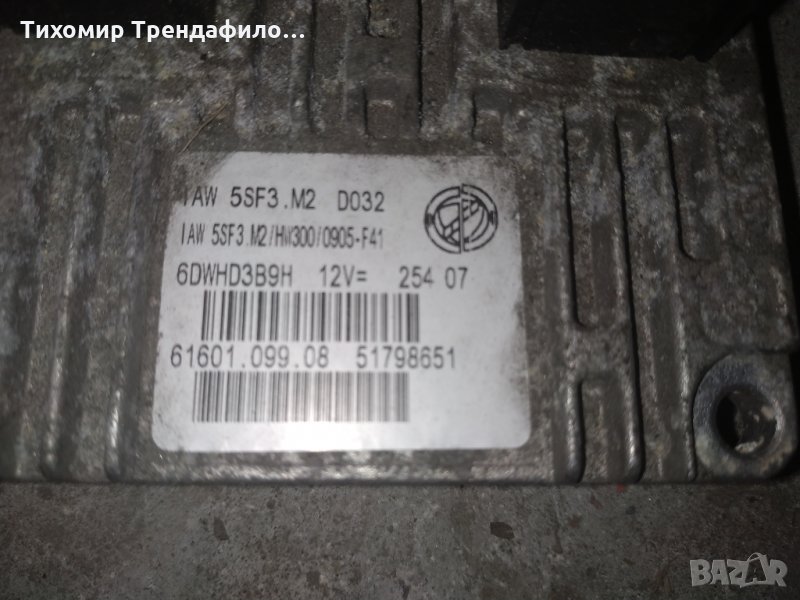 Тихомир Трендафило...
IAW 5SF3.M2 D032
IAW 5SF3.M2/HW300/0905-F41
6DWHD3B9H 12V= 254 07
61601.099.08 51798651
BAZAR